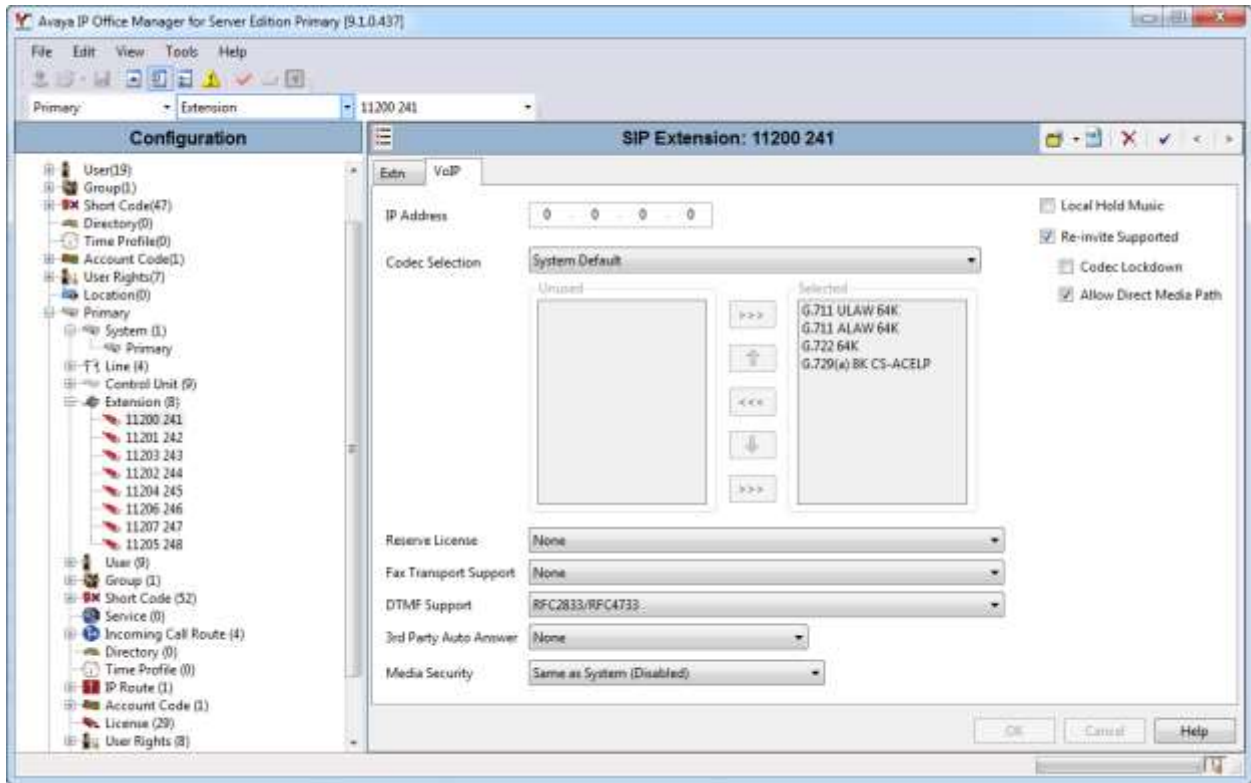 Avaya IP Office Manager for Server Edition Primary [9.1.0.437]
File Edit View Tools Help
Primary Extension 11200 241
Configuration
SIP Extension: 11200 241
User(19)
Group(1)
Short Code(47)
Directory(0)
Time Profile(0)
Account Code(1)
User Rights(7)
Location(0)
Primary
System (1)
Primary
Line (4)
Control Unit (9)
Extension (8)
11200 241
11201 242
11203 243
11202 244
11204 245
11206 246
11207 247
11205 248
User (9)
Group (1)
Short Code (52)
Service (0)
Incoming Call Route (4)
Directory (0)
Time Profile (0)
IP Route (1)
Account Code (1)
License (29)
User Rights (8)
Extn VoIP
IP Address 0 . 0 . 0 . 0
Codec Selection System Default
Unused
Selected
>>>
<<<
>>>
G.711 ULAW 64K
G.711 ALAW 64K
G.722 64K
G.729(a) 8K CS-ACELP
Reserve License None
Fax Transport Support None
DTMF Support RFC2833/RFC4733
3rd Party Auto Answer None
Media Security Same as System (Disabled)
Local Hold Music
Re-invite Supported
Codec Lockdown
Allow Direct Media Path
OK Cancel Help